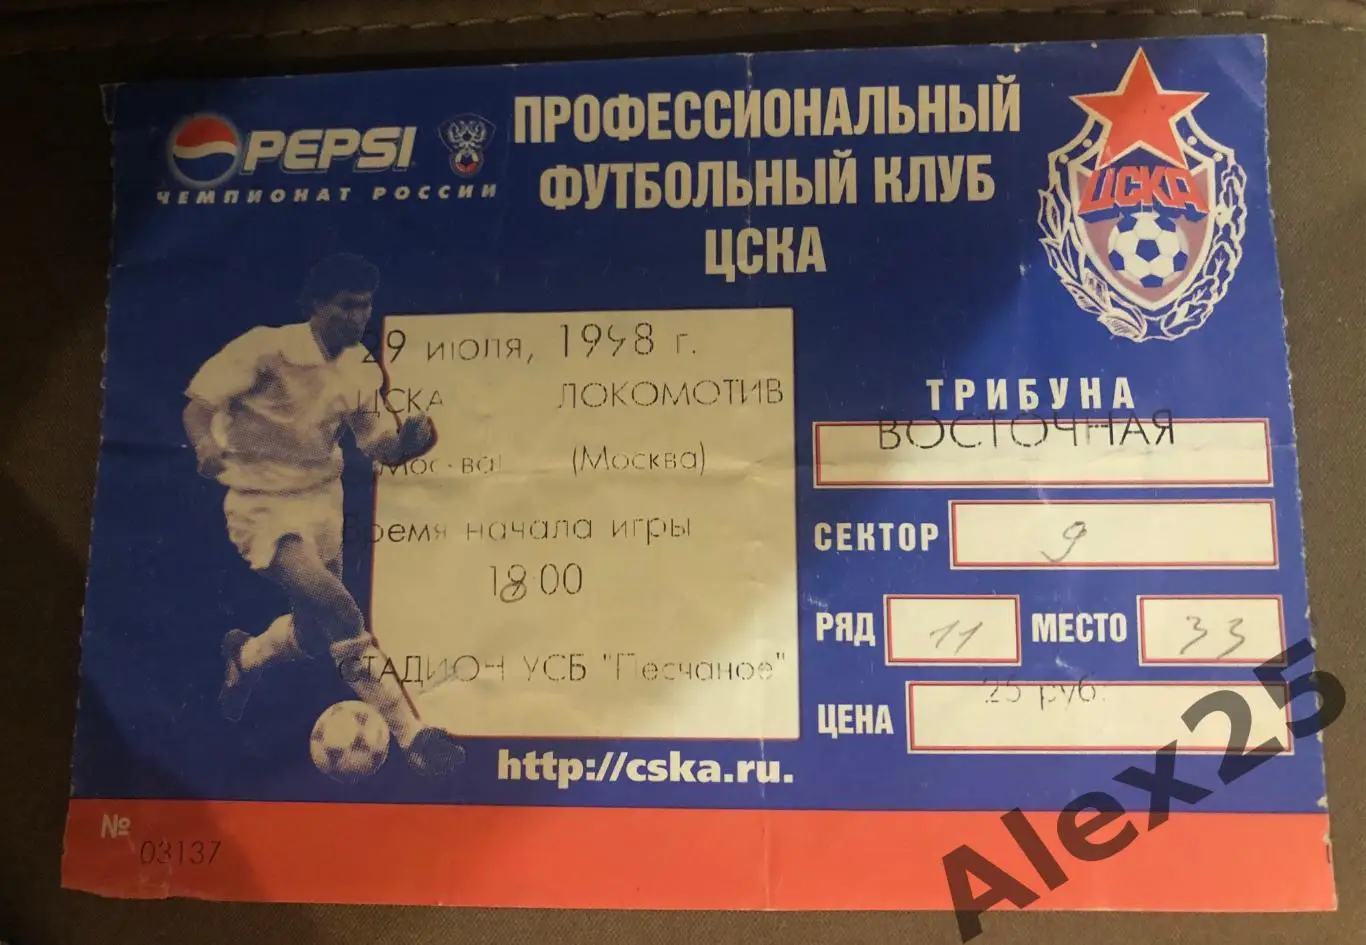 PEPSI
ЧЕМПИОНАТ РОССИИ
ПРОФЕССИОНАЛЬНЫЙ
ФУТБОЛЬНЫЙ КЛУБ
ЦСКА
ЦСКА
29 июля, 1998 г.
ЦСКА ЛОКОМОТИВ
(Москва) (Москва)
Время начала игры
18 00
СТАДИОН УСБ "Песчаное"
http://cska.ru.
ТРИБУНА
ВОСТОЧНАЯ
СЕКТОР 9
РЯД 11 МЕСТО 33
ЦЕНА 25 руб.
№ 03137
Alex25